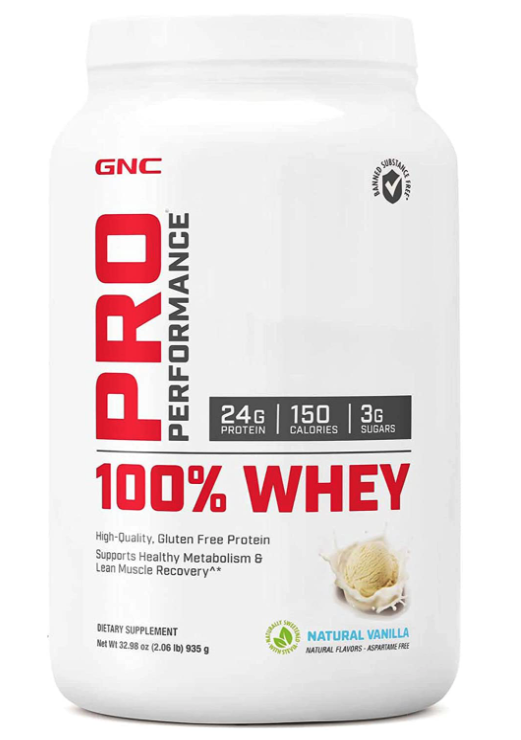 GNC
BANNED SUBSTANCE FREE^
PRO
PERFORMANCE
24G PROTEIN | 150 CALORIES | 3G SUGARS
100% WHEY
High-Quality, Gluten Free Protein
Supports Healthy Metabolism &
Lean Muscle Recovery^*
DIETARY SUPPLEMENT
Net Wt 32.98 oz (2.06 lb) 935 g
NATURALLY SWEETENED
WITH STEVIA
NATURAL VANILLA
NATURAL FLAVORS - ASPARTAME FREE